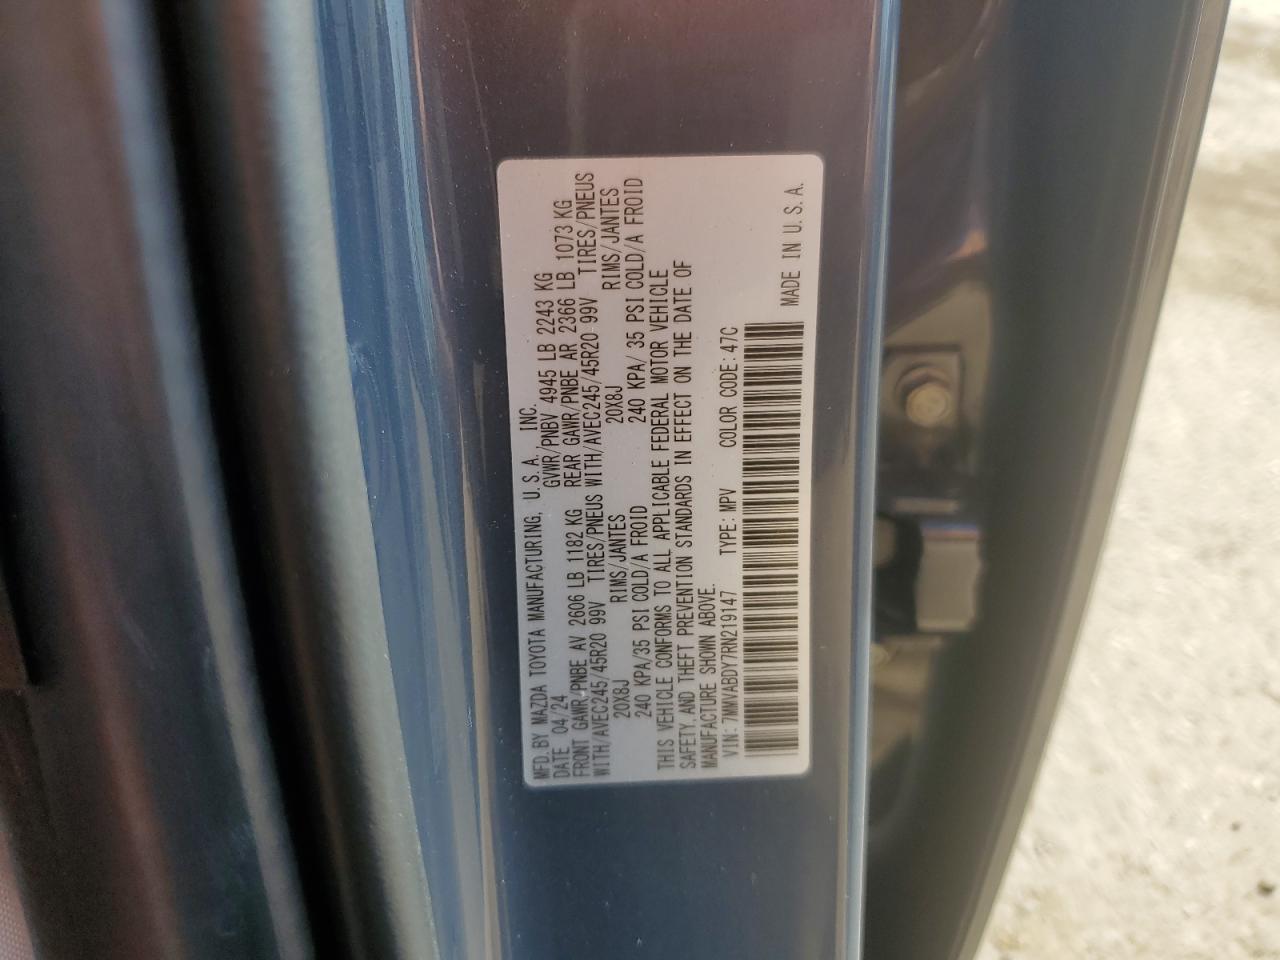 MFD. BY MAZDA TOYOTA MANUFACTURING, U.S.A., INC.
DATE 04/24 GVWR/PNBV 4945 LB 2243 KG
FRONT GAWR/PNBE AV 2606 LB 1182 KG REAR GAWR/PNBE AR 2366 LB 1073 KG
WITH/AVEC245/45R20 99V TIRES/PNEUS WITH/AVEC245/45R20 99V TIRES/PNEUS
20X8J RIMS/JANTES 20X8J RIMS/JANTES
240 KPA/35 PSI COLD/A FROID 240 KPA/ 35 PSI COLD/A FROID
THIS VEHICLE CONFORMS TO ALL APPLICABLE FEDERAL MOTOR VEHICLE
SAFETY, AND THEFT PREVENTION STANDARDS IN EFFECT ON THE DATE OF
MANUFACTURE SHOWN ABOVE.
VIN: 7MMVABDY7RN219147 TYPE: MPV COLOR CODE: 47C
MADE IN U.S.A.